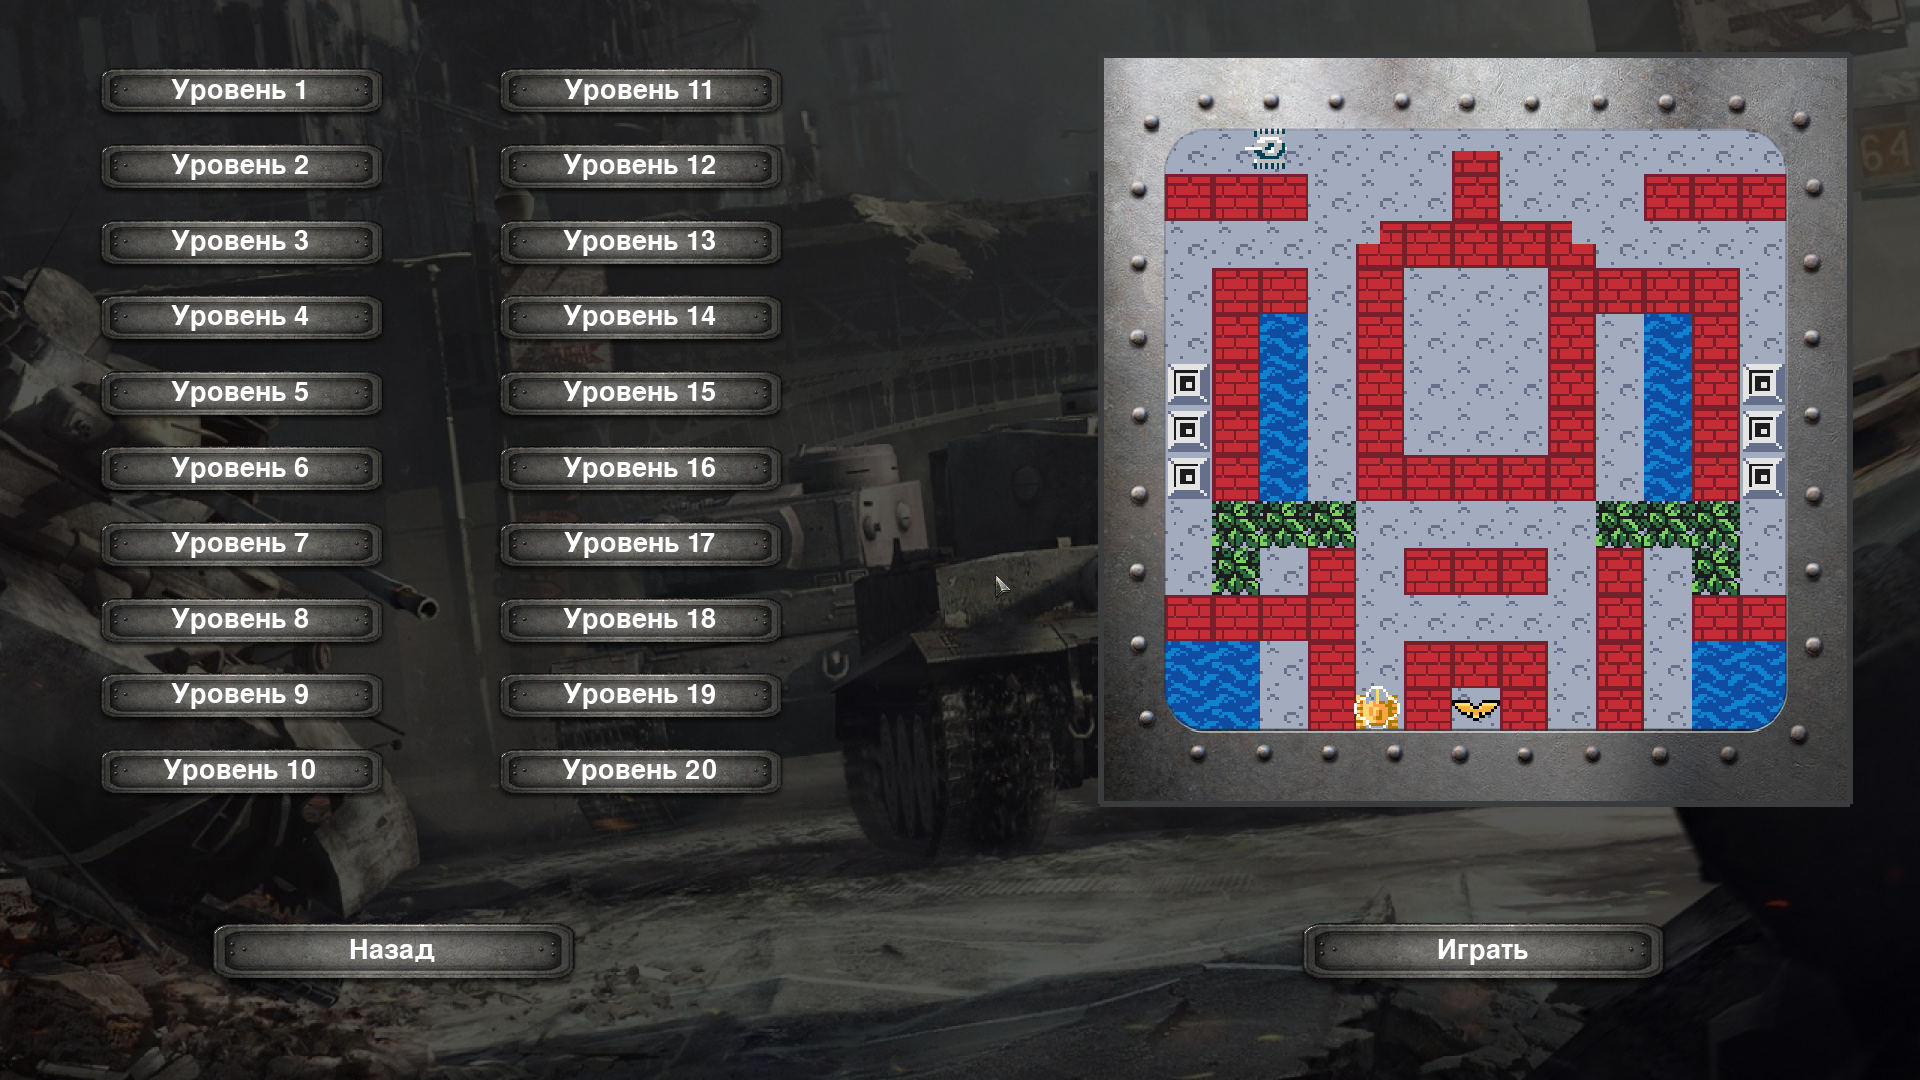 Уровень 1
Уровень 2
Уровень 3
Уровень 4
Уровень 5
Уровень 6
Уровень 7
Уровень 8
Уровень 9
Уровень 10
Уровень 11
Уровень 12
Уровень 13
Уровень 14
Уровень 15
Уровень 16
Уровень 17
Уровень 18
Уровень 19
Уровень 20
64
Назад
Играть